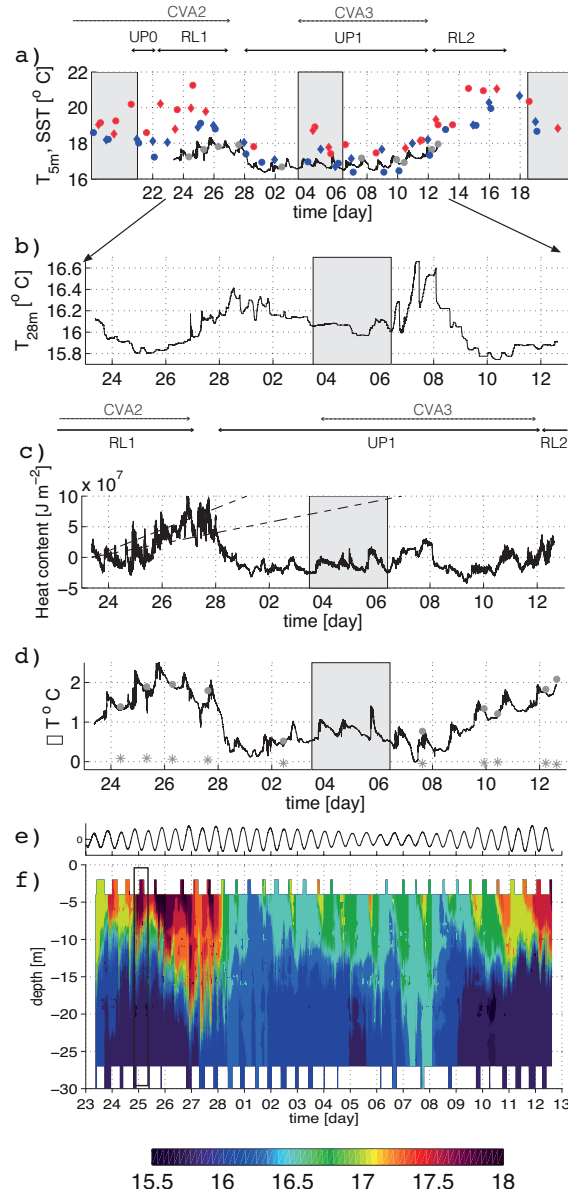 CVA2 CVA3
UP0 RL1 UP1 RL2
a)
T5m, SST [° C]
22
20
18
16
22 24 26 28 02 04 06 08 10 12 14 16 18
time [day]
b)
T28m [° C]
16.6
16.2
16
15.8
24 26 28 02 04 06 08 10 12
CVA2 CVA3
RL1 UP1 RL2
c)
x 10^7
Heat content [J m−2]
10
5
0
−5
24 26 28 02 04 06 08 10 12
time [day]
d)
□ T° C
2
1
0
24 26 28 02 04 06 08 10 12
time [day]
e)
0
f)
depth [m]
0
−5
−10
−15
−20
−25
−30
23 24 25 26 27 28 01 02 03 04 05 06 07 08 09 10 11 12 13
time [day]
15.5 16 16.5 17 17.5 18